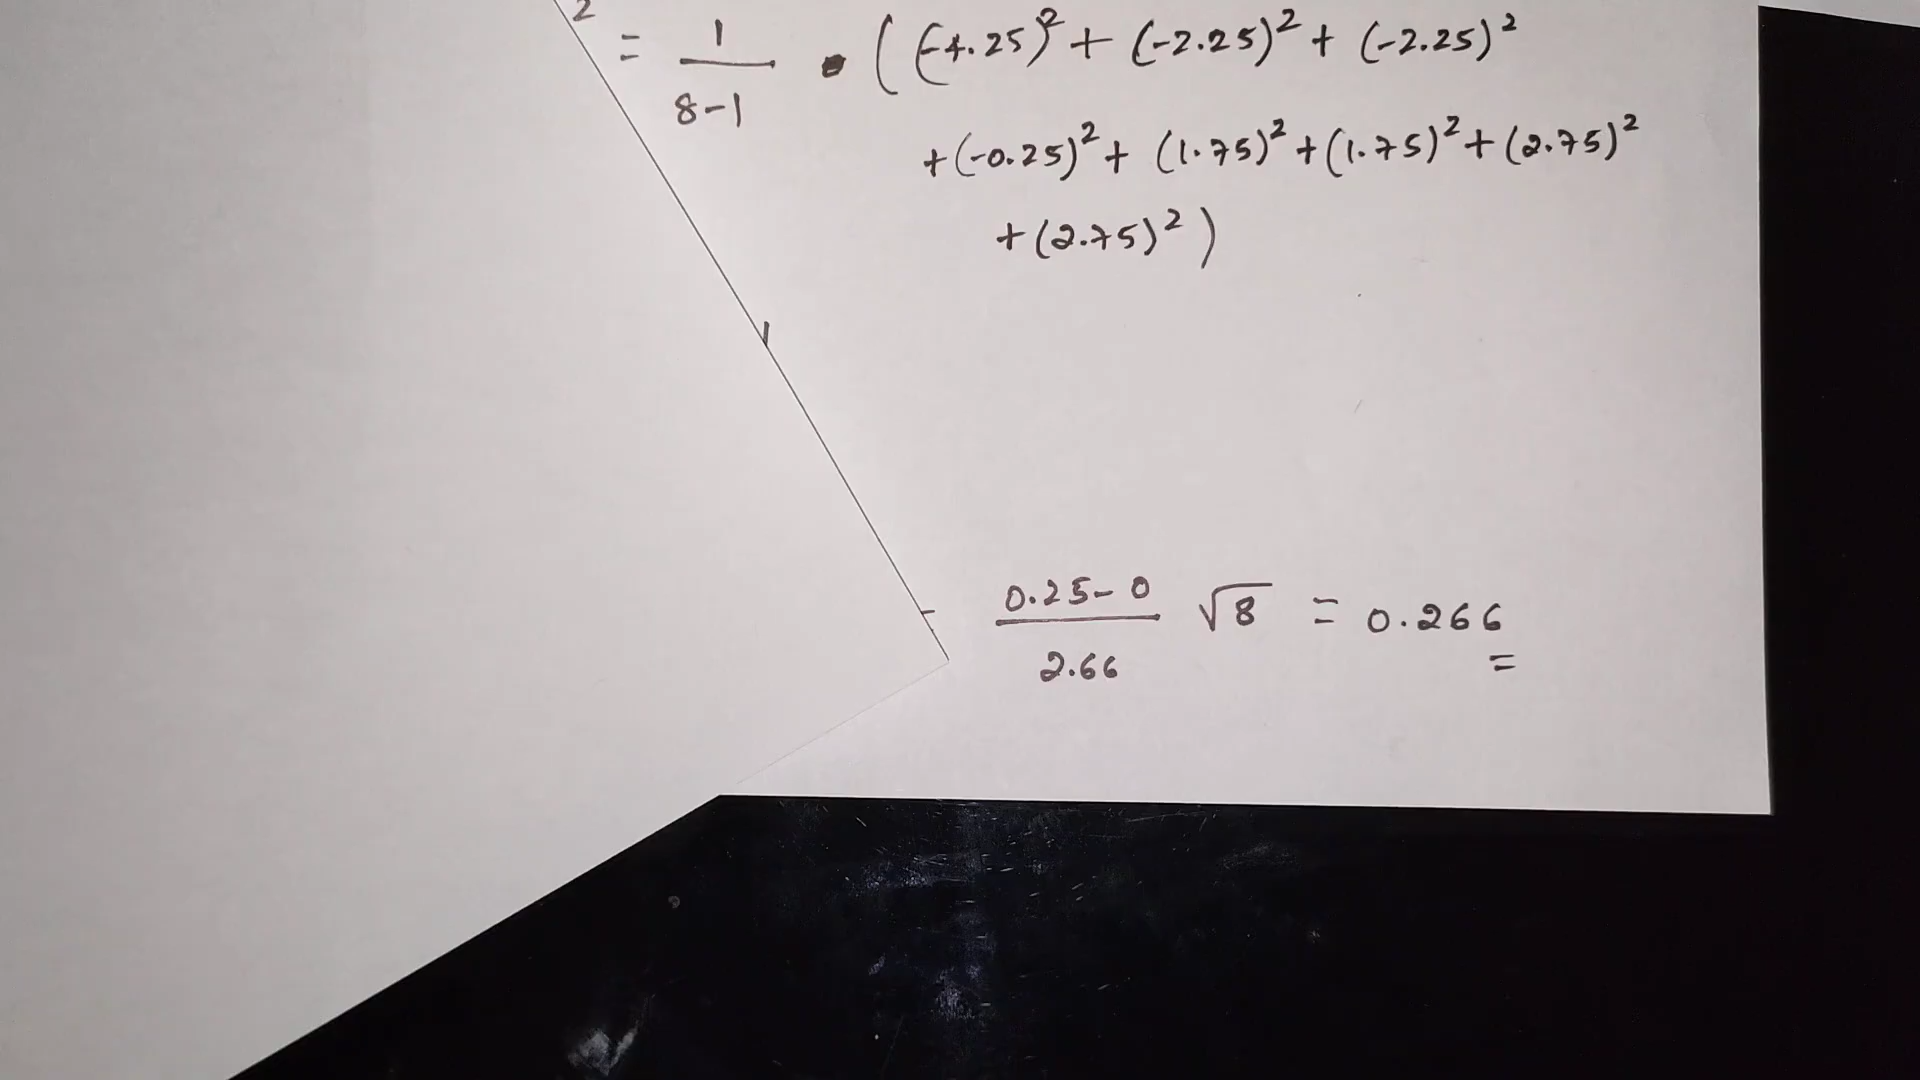 2
= 1/(8-1) • ((-4.25)² + (-2.25)² + (-2.25)²
+ (-0.25)² + (1.75)² + (1.75)² + (2.75)²
+ (2.75)²)
(0.25-0)/2.66 √8 = 0.266